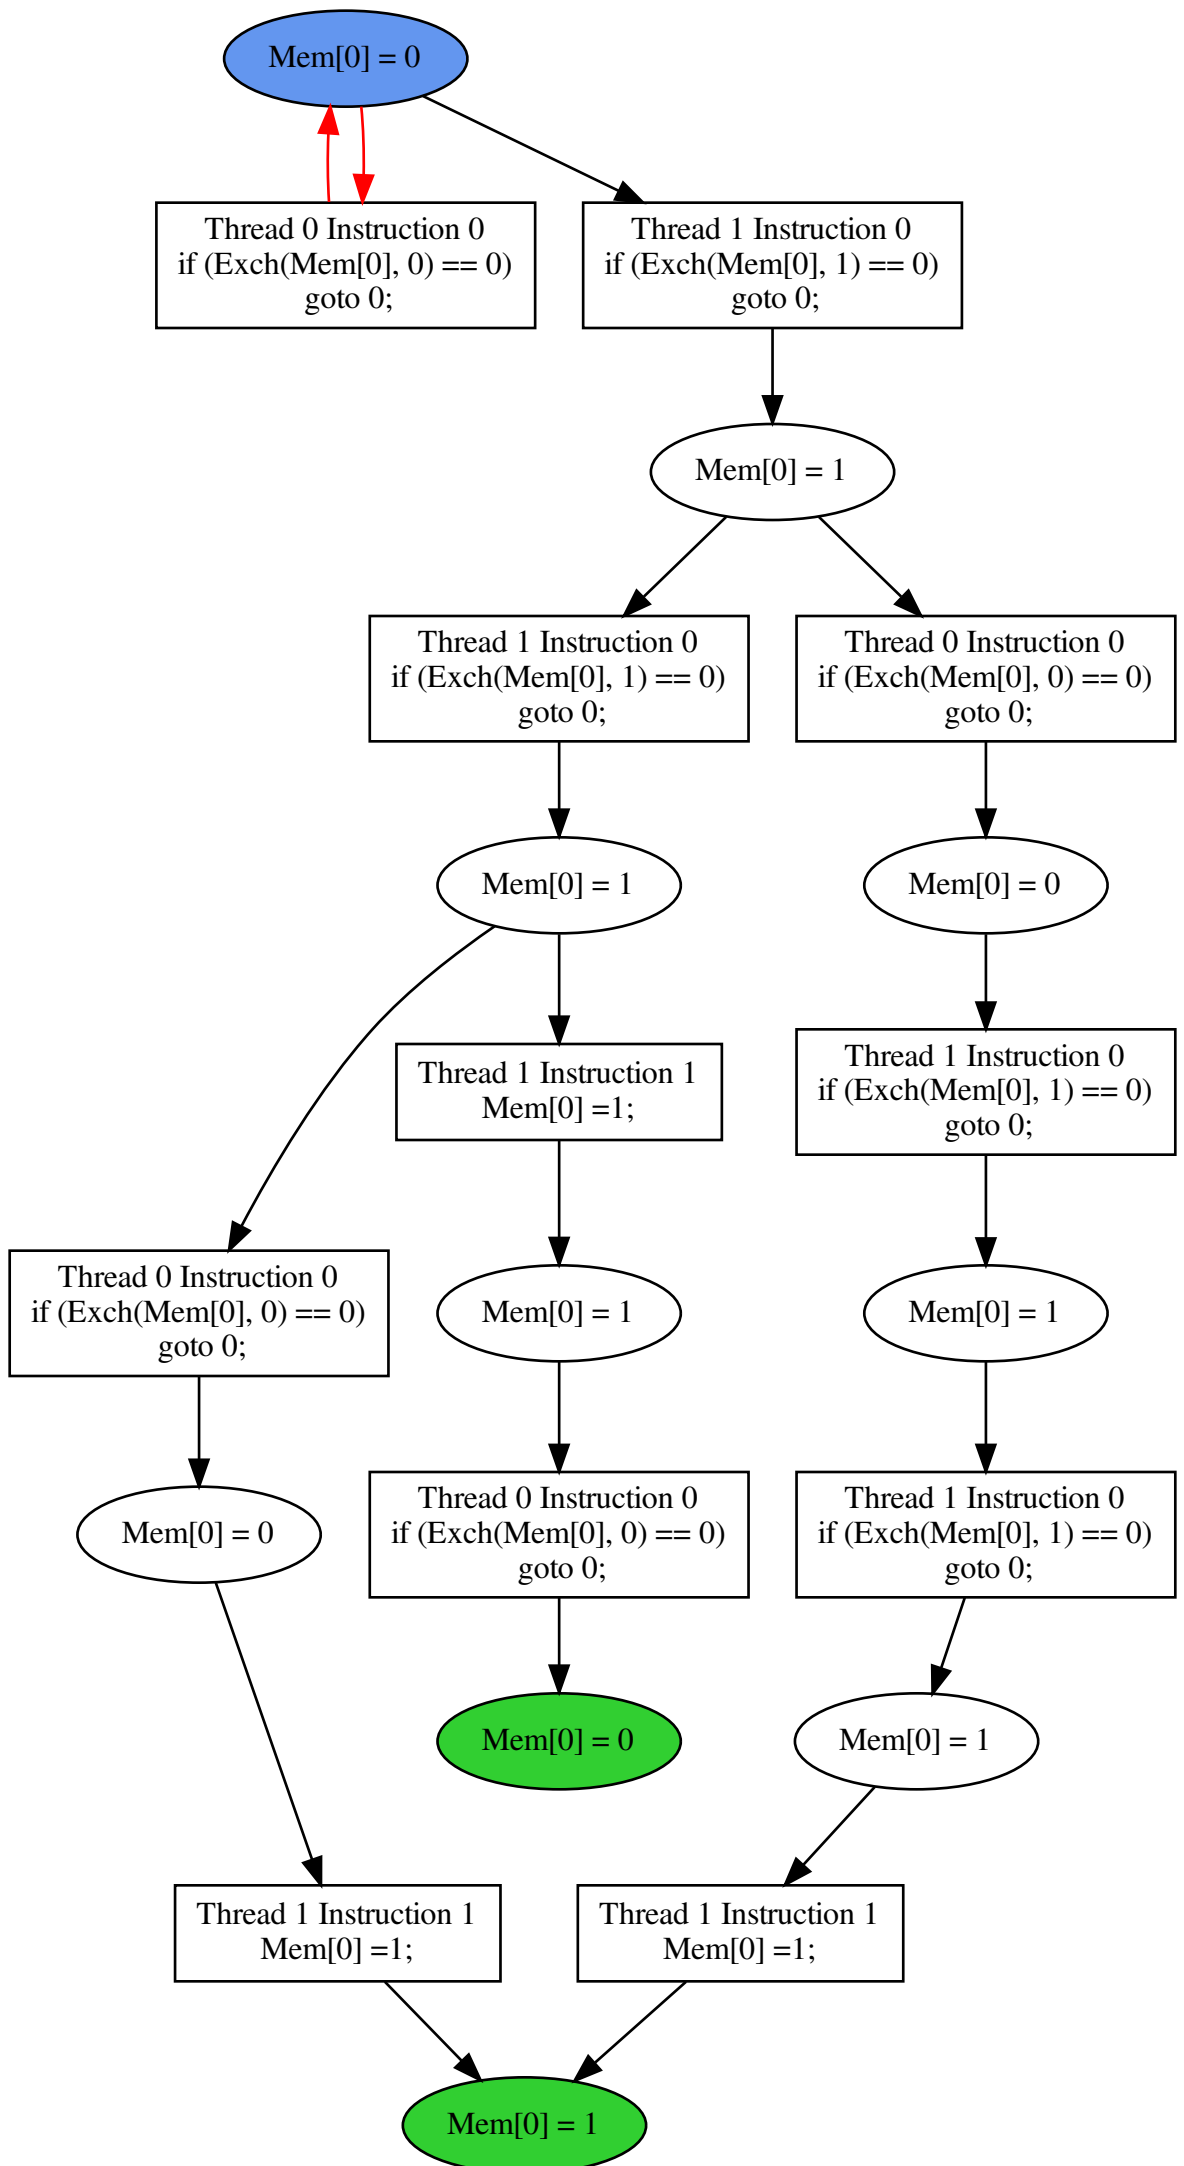 Mem[0] = 0
Thread 0 Instruction 0
if (Exch(Mem[0], 0) == 0)
goto 0;
Thread 1 Instruction 0
if (Exch(Mem[0], 1) == 0)
goto 0;
Mem[0] = 1
Thread 1 Instruction 0
if (Exch(Mem[0], 1) == 0)
goto 0;
Thread 0 Instruction 0
if (Exch(Mem[0], 0) == 0)
goto 0;
Mem[0] = 1
Mem[0] = 0
Thread 1 Instruction 1
Mem[0] =1;
Thread 1 Instruction 0
if (Exch(Mem[0], 1) == 0)
goto 0;
Thread 0 Instruction 0
if (Exch(Mem[0], 0) == 0)
goto 0;
Mem[0] = 1
Mem[0] = 1
Mem[0] = 0
Thread 0 Instruction 0
if (Exch(Mem[0], 0) == 0)
goto 0;
Thread 1 Instruction 0
if (Exch(Mem[0], 1) == 0)
goto 0;
Mem[0] = 0
Mem[0] = 1
Thread 1 Instruction 1
Mem[0] =1;
Thread 1 Instruction 1
Mem[0] =1;
Mem[0] = 1